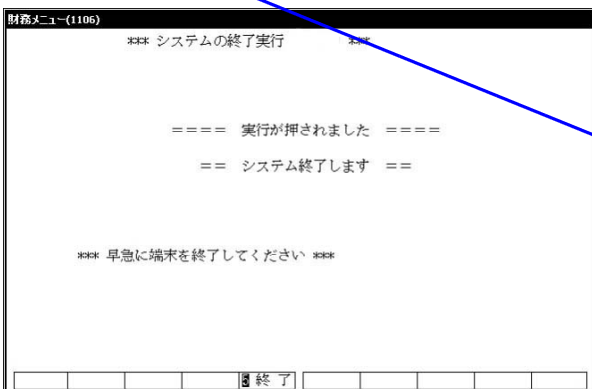 財務メニュー(1106)
*** システムの終了実行 ***
==== 実行が押されました ====
== システム終了します ==
*** 早急に端末を終了してください ***
5 終 了